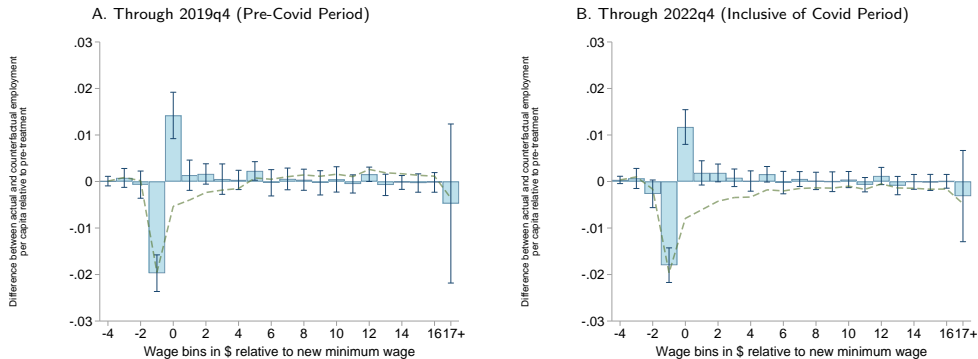 A. Through 2019q4 (Pre-Covid Period)
Difference between actual and counterfactual employment
per capita relative to pre-treatment
.03
.02
.01
0
-.01
-.02
-.03
-4 -2 0 2 4 6 8 10 12 14 16 17+
Wage bins in $ relative to new minimum wage
B. Through 2022q4 (Inclusive of Covid Period)
Difference between actual and counterfactual employment
per capita relative to pre-treatment
.03
.02
.01
0
-.01
-.02
-.03
-4 -2 0 2 4 6 8 10 12 14 16 17+
Wage bins in $ relative to new minimum wage